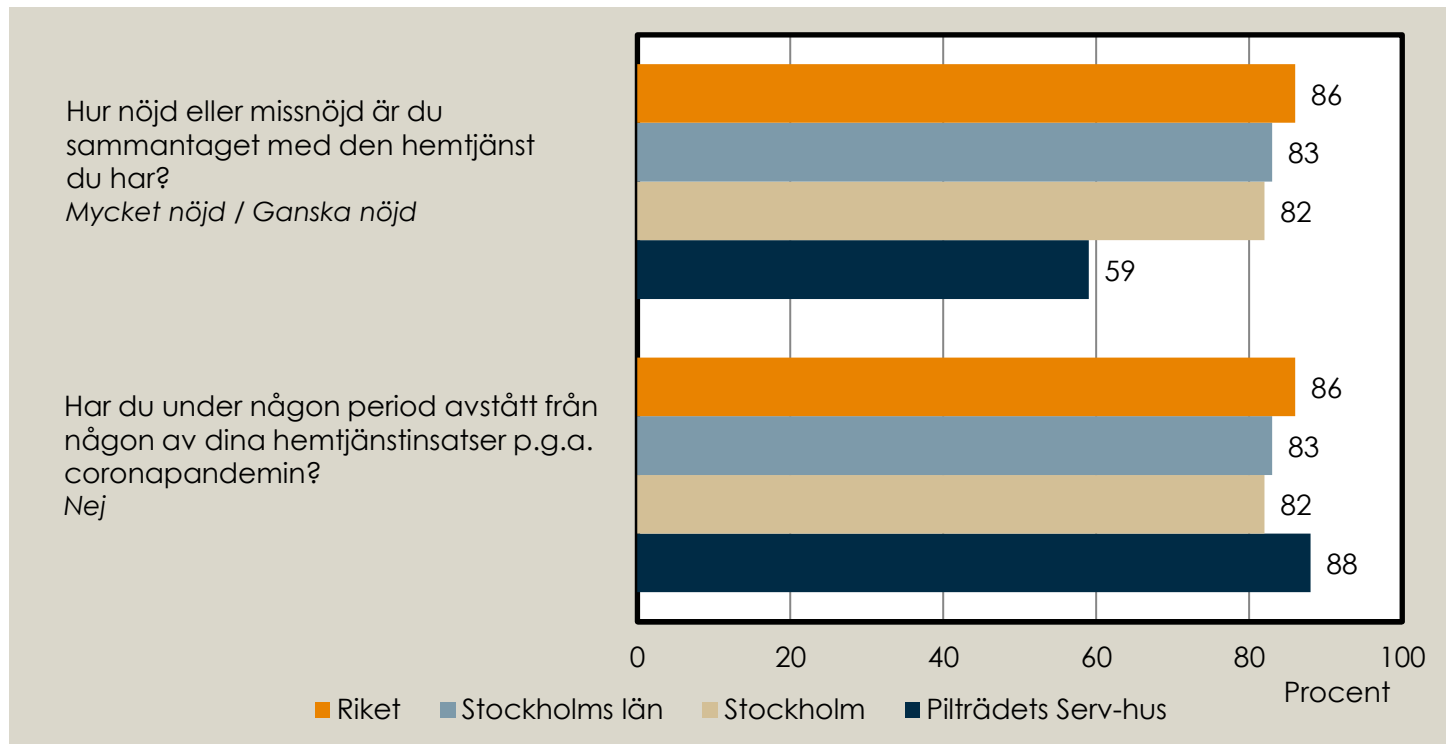 Hur nöjd eller missnöjd är du
sammantaget med den hemtjänst
du har?
Mycket nöjd / Ganska nöjd
86
83
82
59
Har du under någon period avstått från
någon av dina hemtjänstinsatser p.g.a.
coronapandemin?
Nej
86
83
82
88
0 20 40 60 80 100
Procent
Riket Stockholms län Stockholm Pilträdets Serv-hus